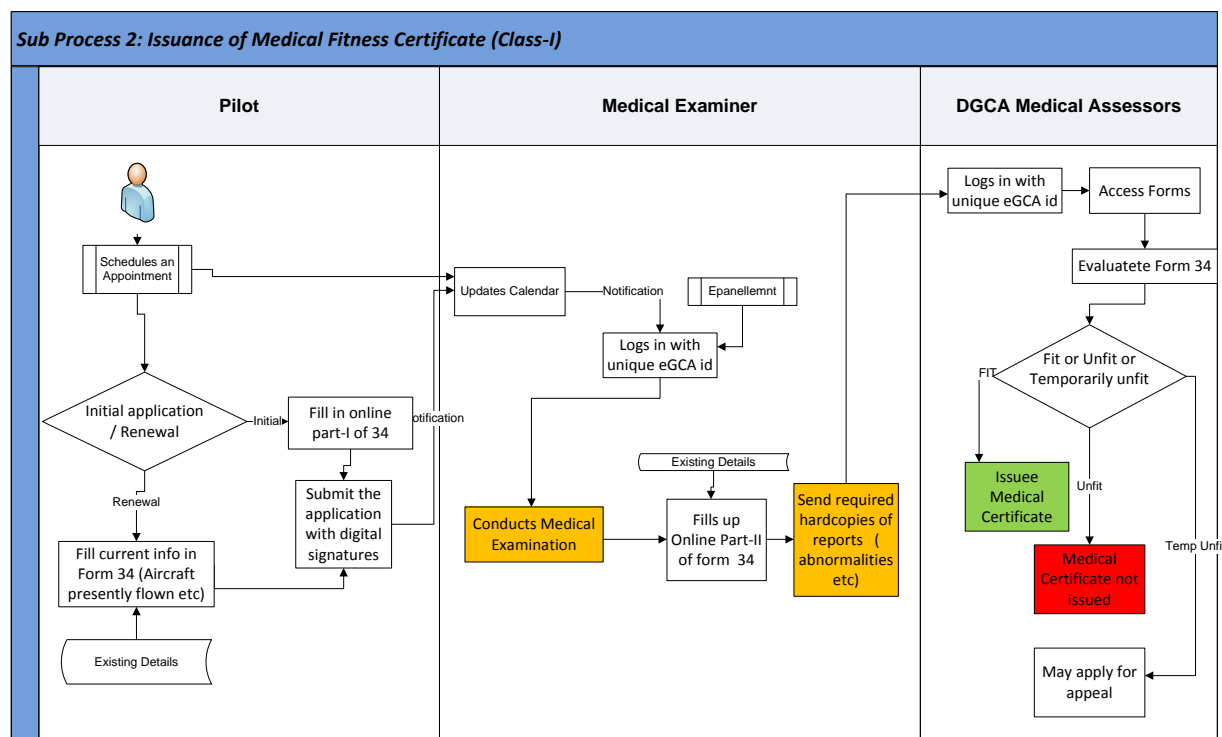 Sub Process 2: Issuance of Medical Fitness Certificate (Class-I)
Pilot
Medical Examiner
DGCA Medical Assessors
Schedules an
Appointment
Initial application
/ Renewal
Initial
Fill in online
part-I of 34
otification
Renewal
Submit the
application
with digital
signatures
Fill current info in
Form 34 (Aircraft
presently flown etc)
Existing Details
Updates Calendar
Notification
Epanellemnt
Logs in with
unique eGCA id
Existing Details
Conducts Medical
Examination
Fills up
Online Part-II
of form 34
Send required
hardcopies of
reports (
abnormalities
etc)
Logs in with
unique eGCA id
Access Forms
Evaluatete Form 34
Fit or Unfit or
Temporarily unfit
FIT
Issuee
Medical
Certificate
Unfit
Temp Unfi
Medical
Certificate not
issued
May apply for
appeal